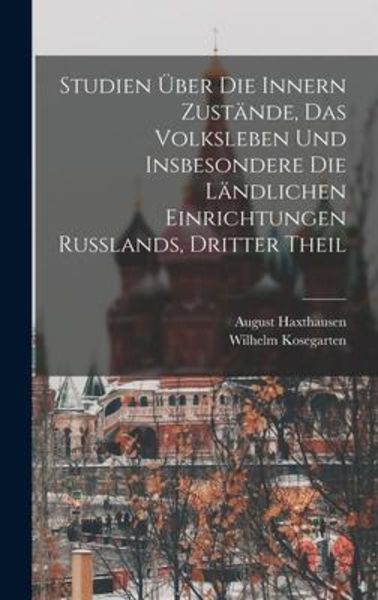 Studien Über Die Innern
Zustände, Das
Volksleben Und
Insbesondere Die
Ländlichen
Einrichtungen
Russlands, Dritter Theil
August Haxthausen
Wilhelm Kosegarten